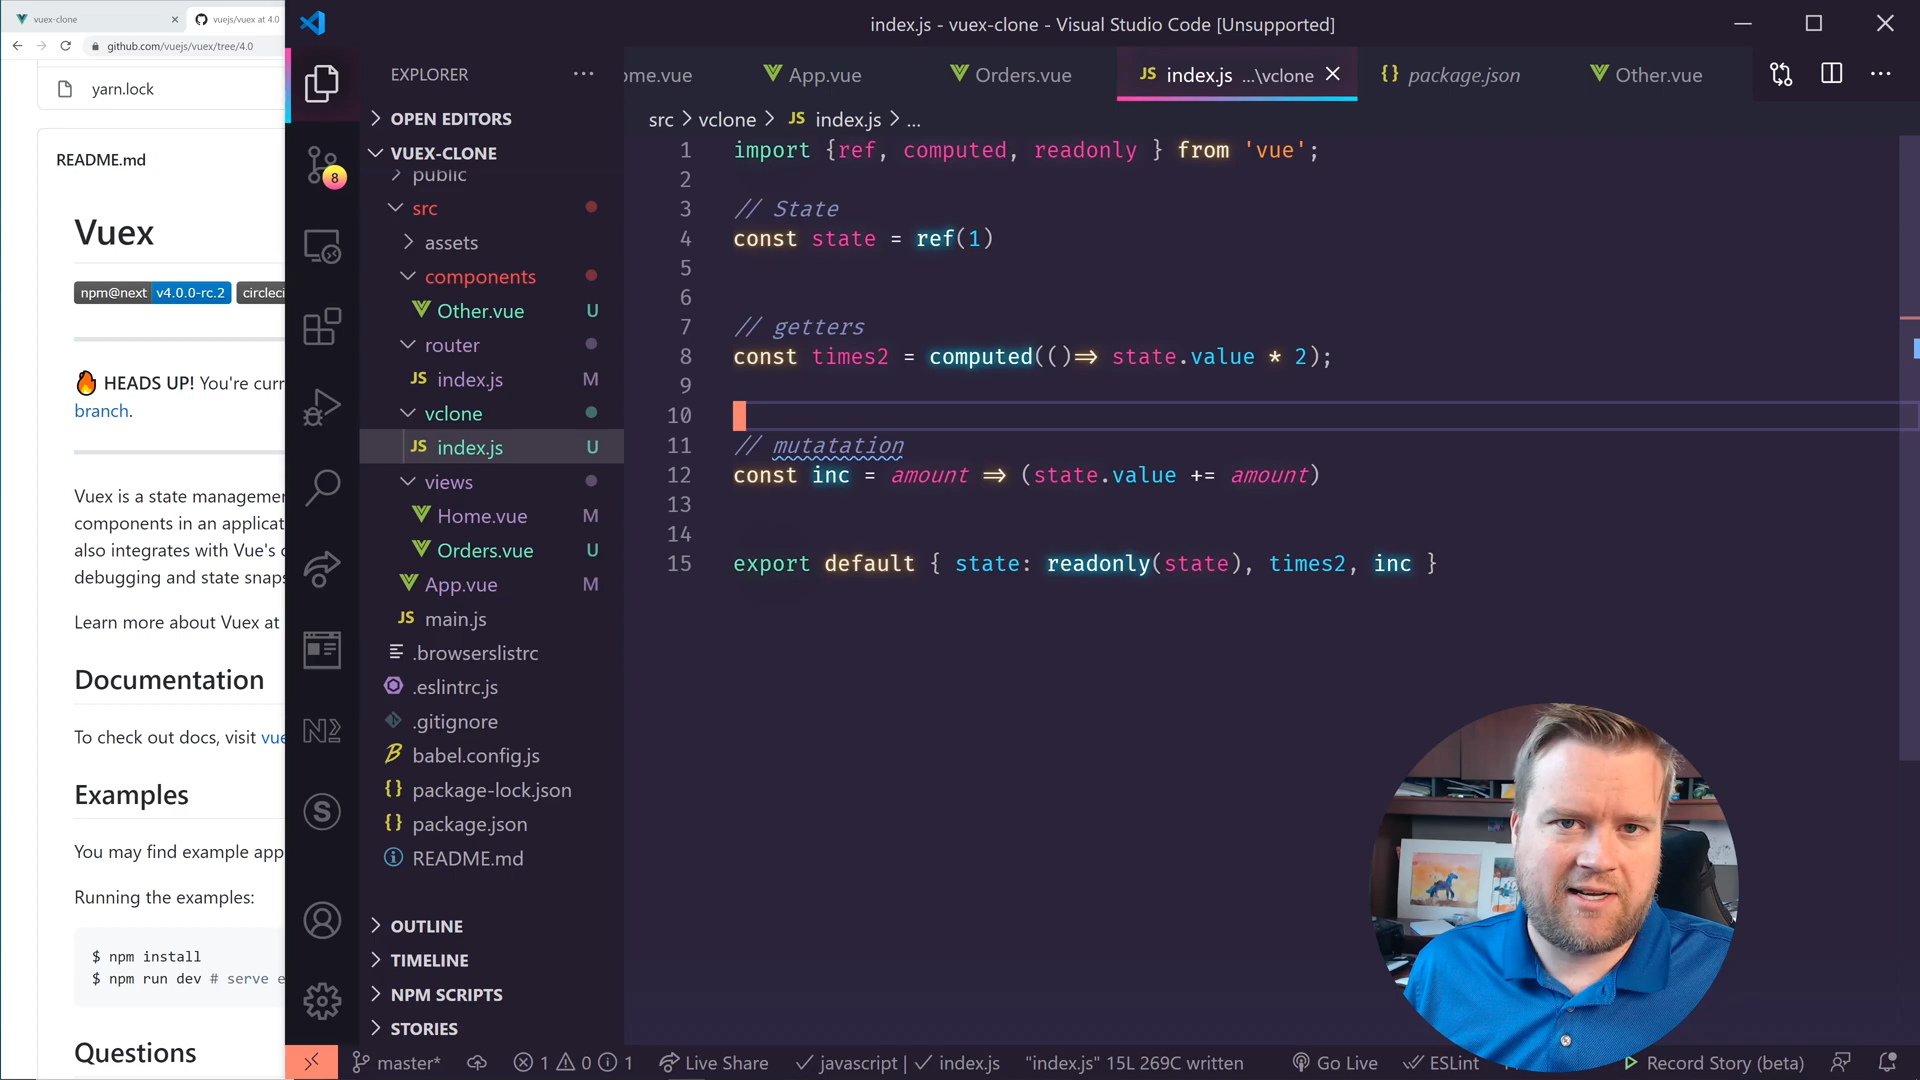 vuex-clone
vuejs/vuex at 4.0
github.com/vuejs/vuex/tree/4.0
yarn.lock
README.md
Vuex
npm@next v4.0.0-rc.2 circleci
HEADS UP! You're curr
branch.
Vuex is a state managemen
components in an applicat
also integrates with Vue's
debugging and state snaps
Learn more about Vuex at
Documentation
To check out docs, visit vue
Examples
You may find example app
Running the examples:
$ npm install
$ npm run dev # serve e
Questions
index.js - vuex-clone - Visual Studio Code [Unsupported]
8
EXPLORER
OPEN EDITORS
VUEX-CLONE
public
src
assets
components
Other.vue U
router
JS index.js M
vclone
JS index.js U
views
Home.vue M
Orders.vue U
App.vue M
JS main.js
.browserslistrc
.eslintrc.js
.gitignore
babel.config.js
{} package-lock.json
{} package.json
README.md
OUTLINE
TIMELINE
NPM SCRIPTS
STORIES
ome.vue
App.vue
Orders.vue
JS index.js ...\vclone
{} package.json
Other.vue
src > vclone > JS index.js > ...
1 import {ref, computed, readonly } from 'vue';
2
3 // State
4 const state = ref(1)
5
6
7 // getters
8 const times2 = computed(()=> state.value * 2);
9
10
11 // mutatation
12 const inc = amount => (state.value += amount)
13
14
15 export default { state: readonly(state), times2, inc }
master* 1 0 1 Live Share javascript | index.js "index.js" 15L 269C written Go Live ESLint Record Story (beta)